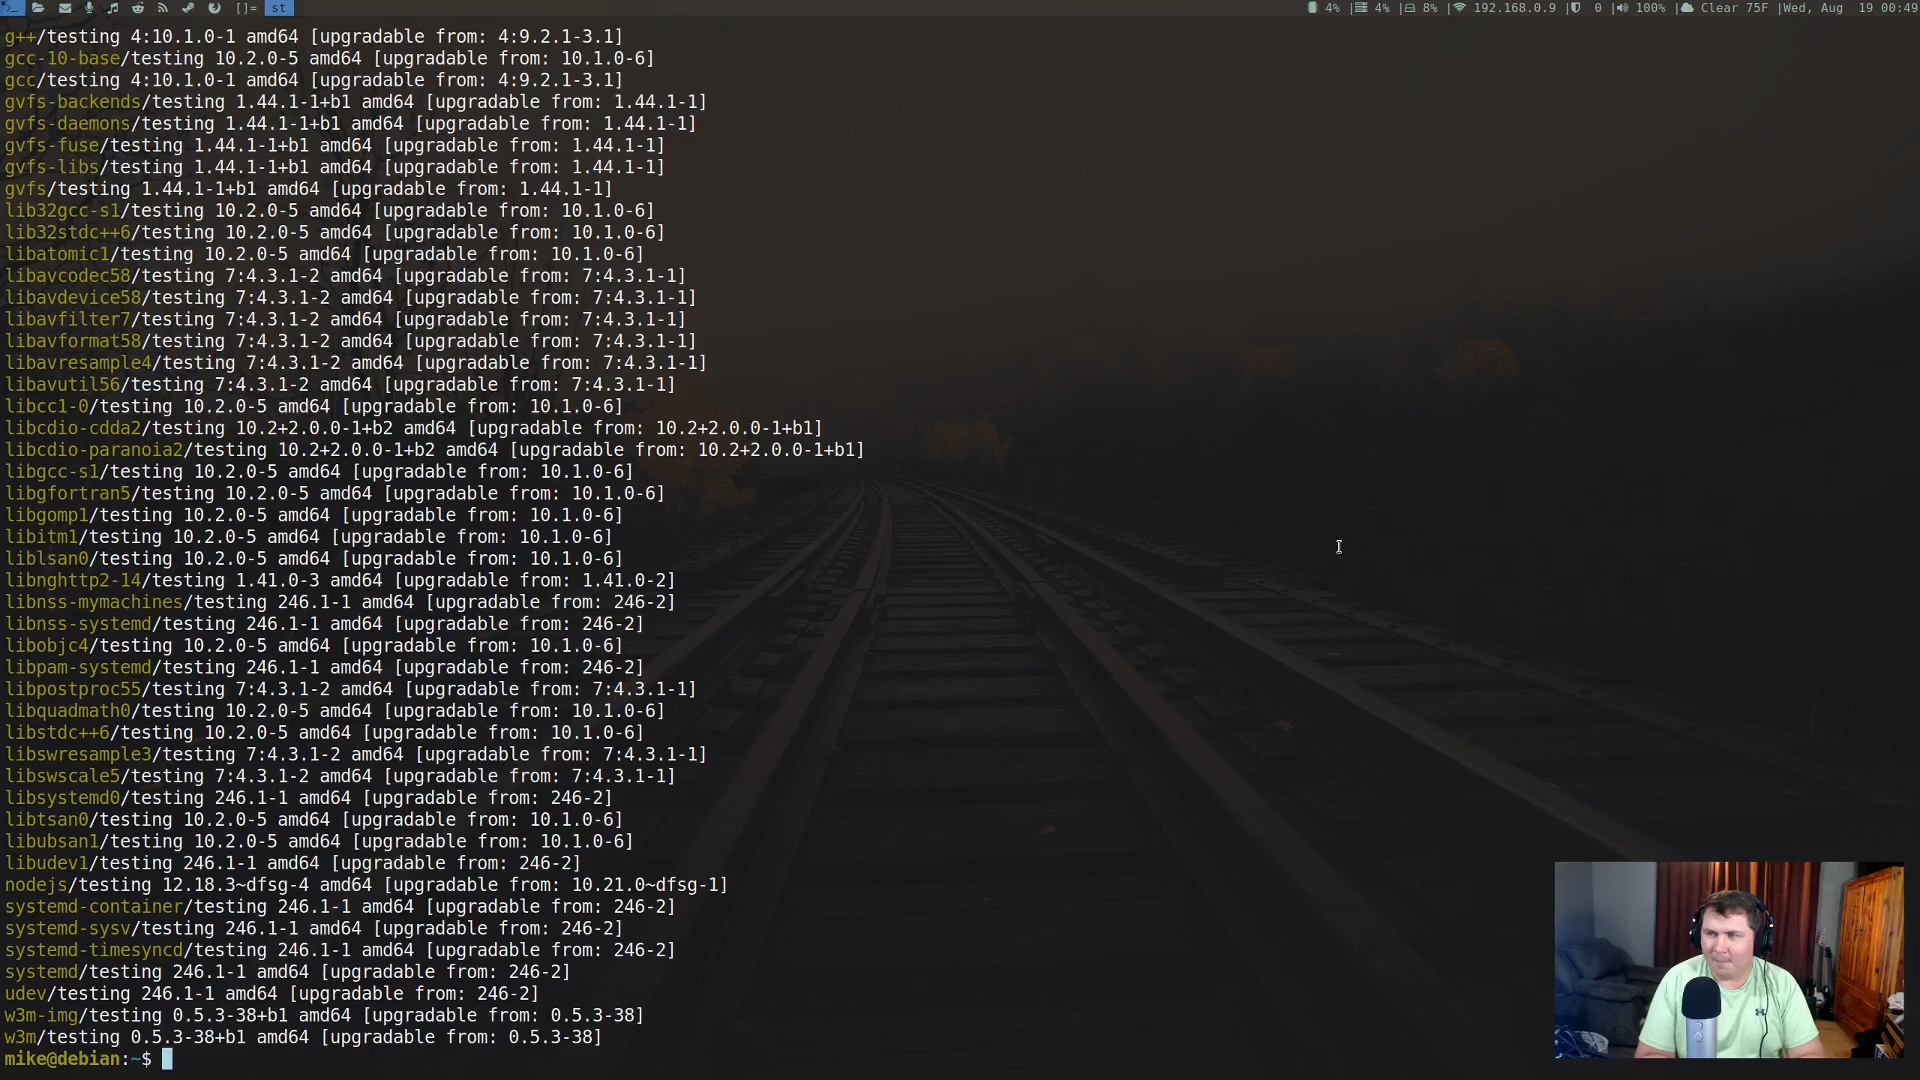 []= st 4% | 4% | 8% | 192.168.0.9 | 0 | 100% | Clear 75F|Wed, Aug 19 00:49
g++/testing 4:10.1.0-1 amd64 [upgradable from: 4:9.2.1-3.1]
gcc-10-base/testing 10.2.0-5 amd64 [upgradable from: 10.1.0-6]
gcc/testing 4:10.1.0-1 amd64 [upgradable from: 4:9.2.1-3.1]
gvfs-backends/testing 1.44.1-1+b1 amd64 [upgradable from: 1.44.1-1]
gvfs-daemons/testing 1.44.1-1+b1 amd64 [upgradable from: 1.44.1-1]
gvfs-fuse/testing 1.44.1-1+b1 amd64 [upgradable from: 1.44.1-1]
gvfs-libs/testing 1.44.1-1+b1 amd64 [upgradable from: 1.44.1-1]
gvfs/testing 1.44.1-1+b1 amd64 [upgradable from: 1.44.1-1]
lib32gcc-s1/testing 10.2.0-5 amd64 [upgradable from: 10.1.0-6]
lib32stdc++6/testing 10.2.0-5 amd64 [upgradable from: 10.1.0-6]
libatomic1/testing 10.2.0-5 amd64 [upgradable from: 10.1.0-6]
libavcodec58/testing 7:4.3.1-2 amd64 [upgradable from: 7:4.3.1-1]
libavdevice58/testing 7:4.3.1-2 amd64 [upgradable from: 7:4.3.1-1]
libavfilter7/testing 7:4.3.1-2 amd64 [upgradable from: 7:4.3.1-1]
libavformat58/testing 7:4.3.1-2 amd64 [upgradable from: 7:4.3.1-1]
libavresample4/testing 7:4.3.1-2 amd64 [upgradable from: 7:4.3.1-1]
libavutil56/testing 7:4.3.1-2 amd64 [upgradable from: 7:4.3.1-1]
libcc1-0/testing 10.2.0-5 amd64 [upgradable from: 10.1.0-6]
libcdio-cdda2/testing 10.2+2.0.0-1+b2 amd64 [upgradable from: 10.2+2.0.0-1+b1]
libcdio-paranoia2/testing 10.2+2.0.0-1+b2 amd64 [upgradable from: 10.2+2.0.0-1+b1]
libgcc-s1/testing 10.2.0-5 amd64 [upgradable from: 10.1.0-6]
libgfortran5/testing 10.2.0-5 amd64 [upgradable from: 10.1.0-6]
libgomp1/testing 10.2.0-5 amd64 [upgradable from: 10.1.0-6]
libitm1/testing 10.2.0-5 amd64 [upgradable from: 10.1.0-6]
liblsan0/testing 10.2.0-5 amd64 [upgradable from: 10.1.0-6]
libnghttp2-14/testing 1.41.0-3 amd64 [upgradable from: 1.41.0-2]
libnss-mymachines/testing 246.1-1 amd64 [upgradable from: 246-2]
libnss-systemd/testing 246.1-1 amd64 [upgradable from: 246-2]
libobjc4/testing 10.2.0-5 amd64 [upgradable from: 10.1.0-6]
libpam-systemd/testing 246.1-1 amd64 [upgradable from: 246-2]
libpostproc55/testing 7:4.3.1-2 amd64 [upgradable from: 7:4.3.1-1]
libquadmath0/testing 10.2.0-5 amd64 [upgradable from: 10.1.0-6]
libstdc++6/testing 10.2.0-5 amd64 [upgradable from: 10.1.0-6]
libswresample3/testing 7:4.3.1-2 amd64 [upgradable from: 7:4.3.1-1]
libswscale5/testing 7:4.3.1-2 amd64 [upgradable from: 7:4.3.1-1]
libsystemd0/testing 246.1-1 amd64 [upgradable from: 246-2]
libtsan0/testing 10.2.0-5 amd64 [upgradable from: 10.1.0-6]
libubsan1/testing 10.2.0-5 amd64 [upgradable from: 10.1.0-6]
libudev1/testing 246.1-1 amd64 [upgradable from: 246-2]
nodejs/testing 12.18.3~dfsg-4 amd64 [upgradable from: 10.21.0~dfsg-1]
systemd-container/testing 246.1-1 amd64 [upgradable from: 246-2]
systemd-sysv/testing 246.1-1 amd64 [upgradable from: 246-2]
systemd-timesyncd/testing 246.1-1 amd64 [upgradable from: 246-2]
systemd/testing 246.1-1 amd64 [upgradable from: 246-2]
udev/testing 246.1-1 amd64 [upgradable from: 246-2]
w3m-img/testing 0.5.3-38+b1 amd64 [upgradable from: 0.5.3-38]
w3m/testing 0.5.3-38+b1 amd64 [upgradable from: 0.5.3-38]
mike@debian:~$